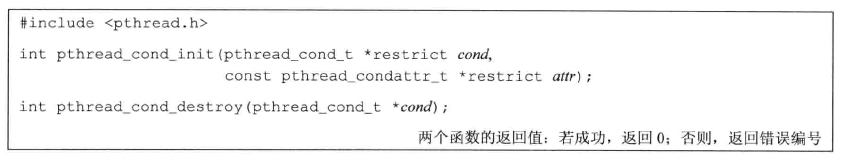 #include <pthread.h>
int pthread_cond_init(pthread_cond_t *restrict cond,
const pthread_condattr_t *restrict attr);
int pthread_cond_destroy(pthread_cond_t *cond);
两个函数的返回值：若成功，返回0；否则，返回错误编号